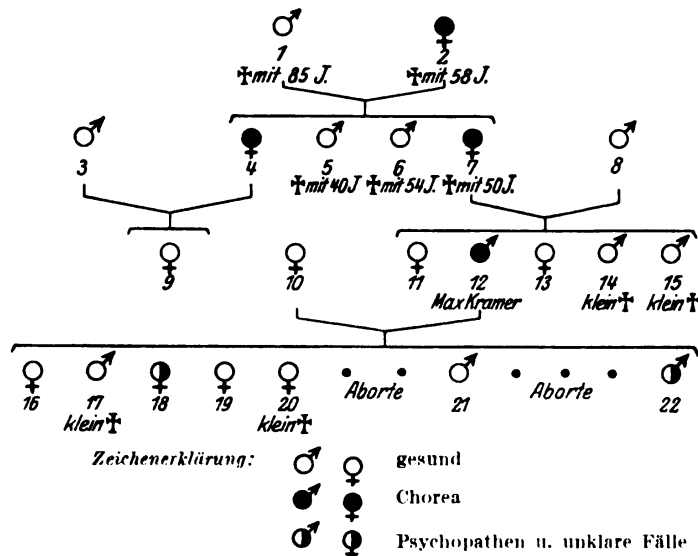 1 2
✠mit 85 J. ✠mit 58 J.
3 4 5 6 7 8
✠mit 40 J ✠mit 54 J. ✠mit 50 J.
9 10 11 12 13 14 15
Max Kramer klein✠ klein✠
16 17 18 19 20 Aborte 21 Aborte 22
klein✠ klein✠
Zeichenerklärung: gesund
Chorea
Psychopathen u. unklare Fälle